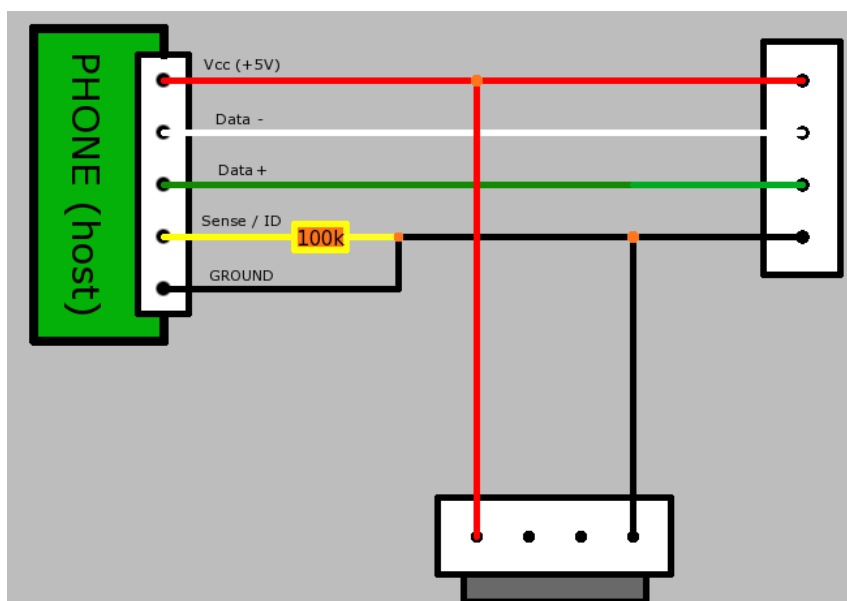 PHONE (host)
Vcc (+5V)
Data -
Data +
Sense / ID
100k
GROUND